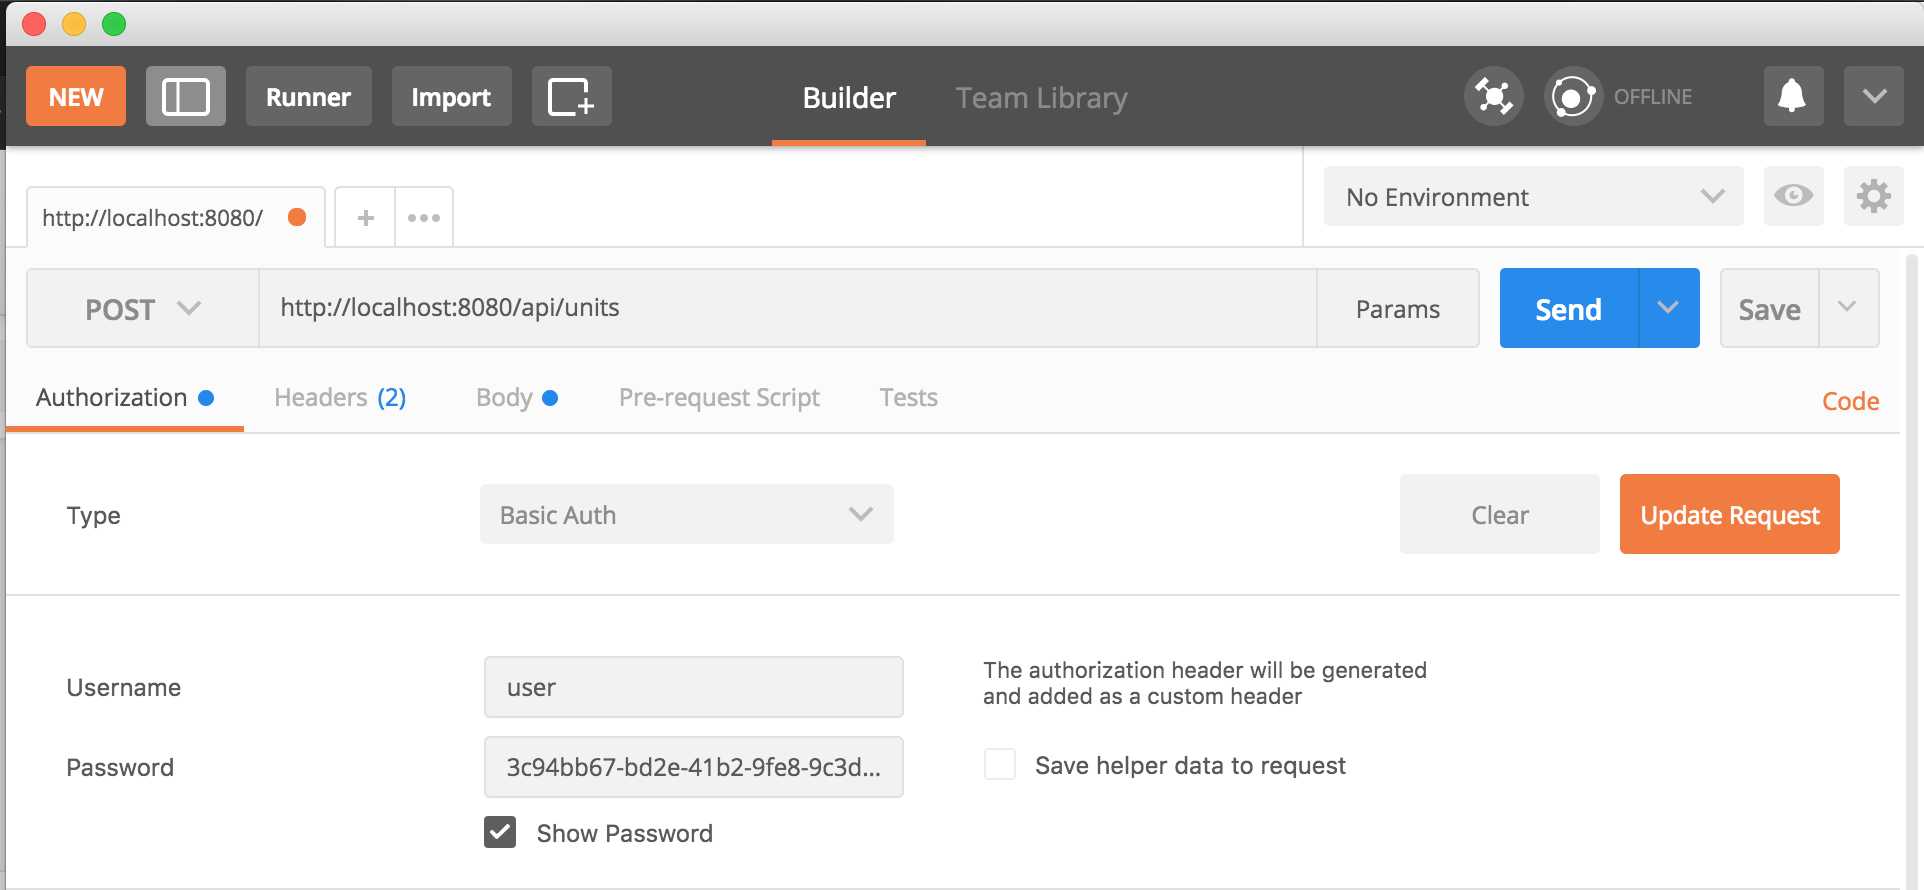 NEW
Runner
Import
Builder
Team Library
OFFLINE
http://localhost:8080/
No Environment
POST
http://localhost:8080/api/units
Params
Send
Save
Authorization
Headers (2)
Body
Pre-request Script
Tests
Code
Type
Basic Auth
Clear
Update Request
Username
user
The authorization header will be generated
and added as a custom header
Password
3c94bb67-bd2e-41b2-9fe8-9c3d...
Save helper data to request
Show Password